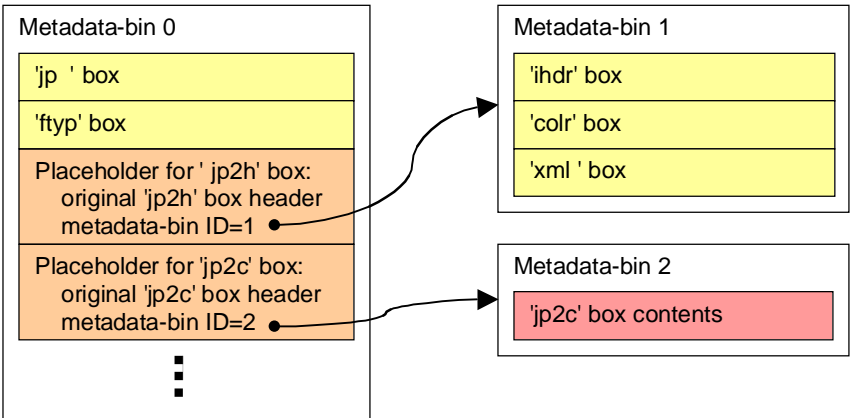 Metadata-bin 0
'jp  ' box
'ftyp' box
Placeholder for ' jp2h' box:
original 'jp2h' box header
metadata-bin ID=1
Placeholder for 'jp2c' box:
original 'jp2c' box header
metadata-bin ID=2
Metadata-bin 1
'ihdr' box
'colr' box
'xml ' box
Metadata-bin 2
'jp2c' box contents